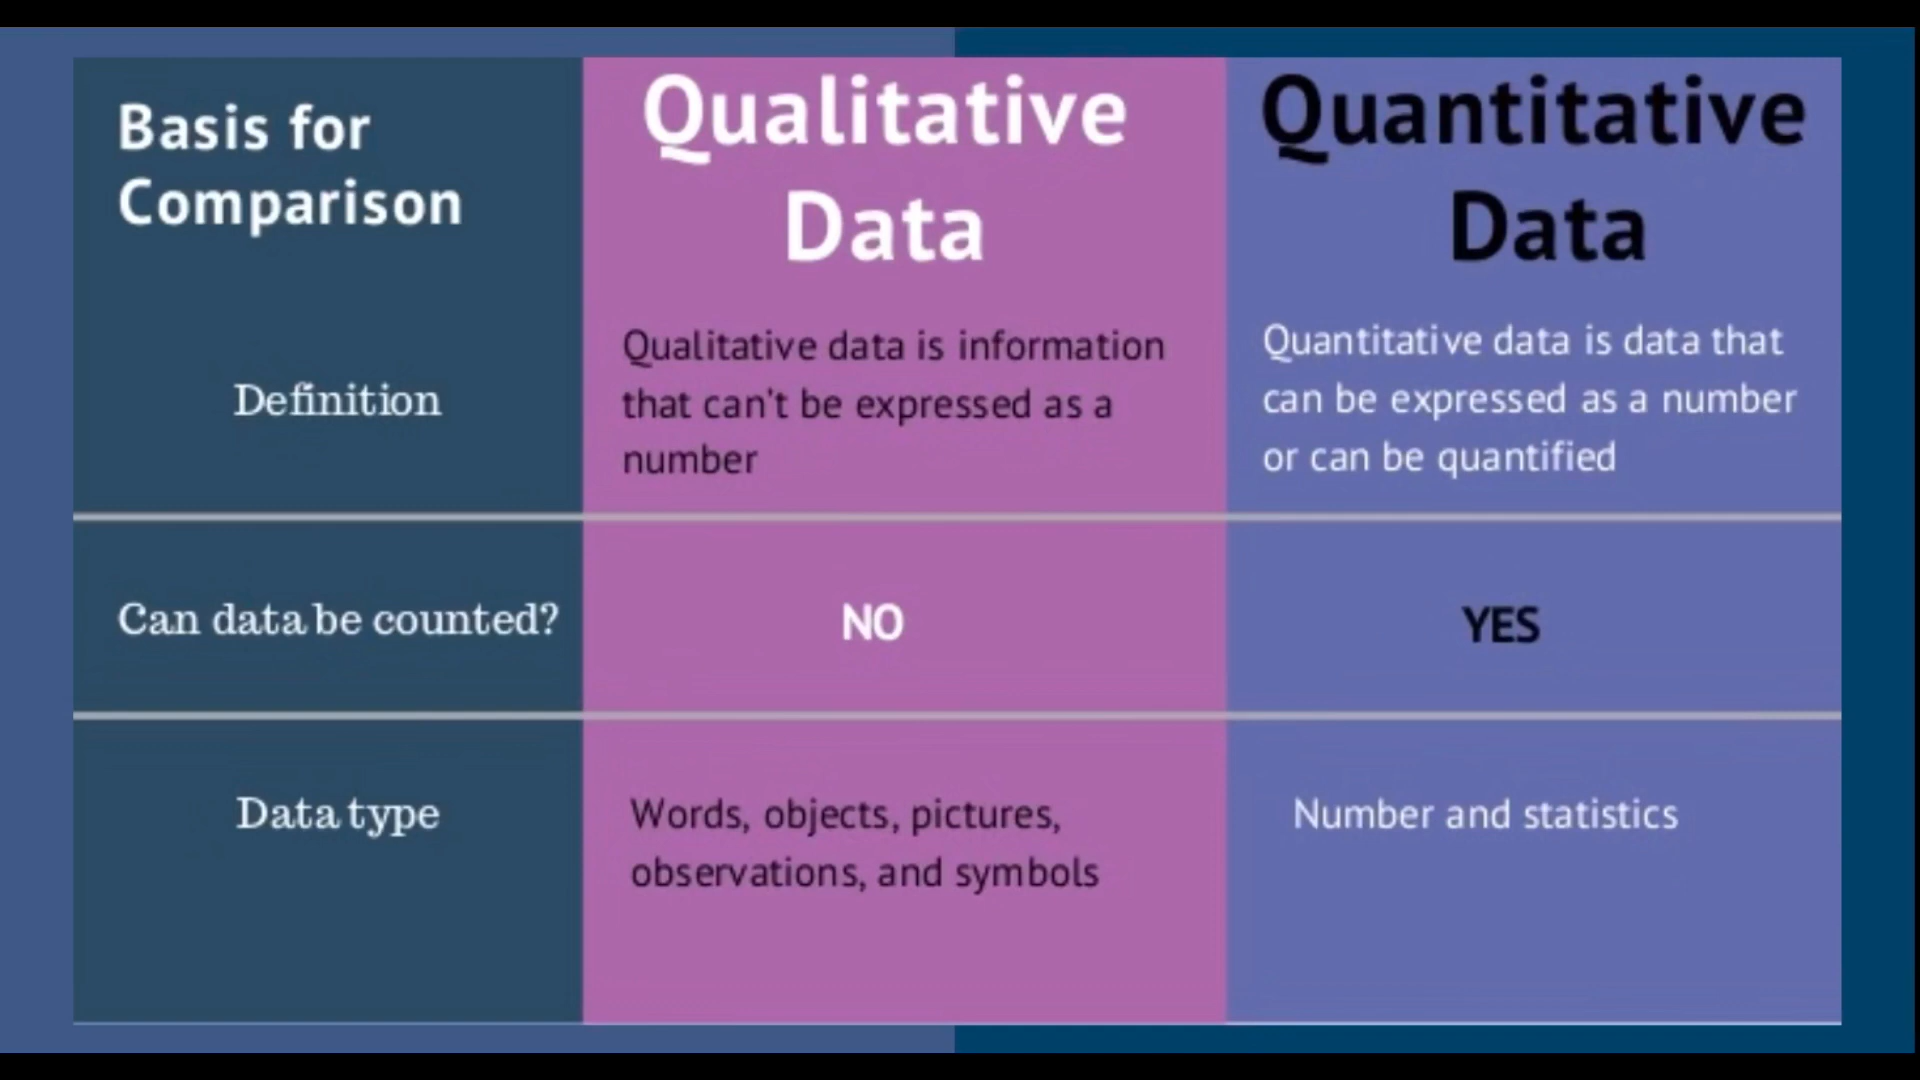 Basis for
Comparison
Qualitative
Data
Quantitative
Data
Definition
Qualitative data is information
that can't be expressed as a
number
Quantitative data is data that
can be expressed as a number
or can be quantified
Can data be counted?
NO
YES
Data type
Words, objects, pictures,
observations, and symbols
Number and statistics